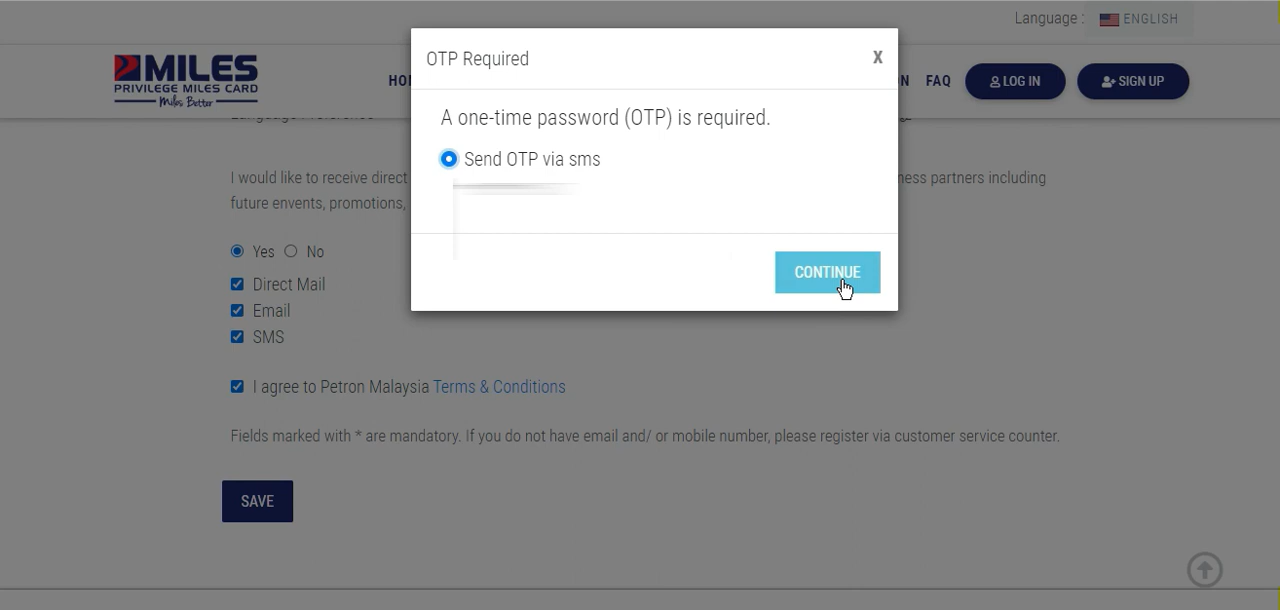 Language :
ENGLISH
MILES
PRIVILEGE MILES CARD
Miles Better
FAQ
LOG IN
SIGN UP
OTP Required
X
A one-time password (OTP) is required.
Send OTP via sms
CONTINUE
I would like to receive direct
ness partners including
future envents, promotions,
Yes
No
Direct Mail
Email
SMS
I agree to Petron Malaysia Terms & Conditions
Fields marked with * are mandatory. If you do not have email and/ or mobile number, please register via customer service counter.
SAVE